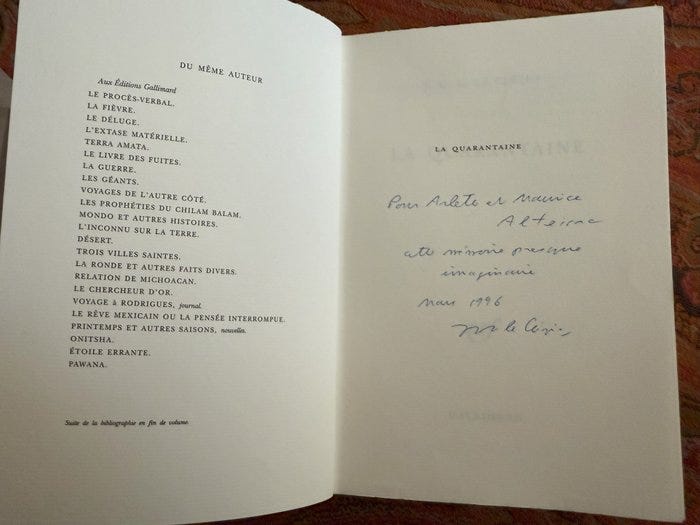 DU MÊME AUTEUR
Aux Éditions Gallimard
LE PROCÈS-VERBAL.
LA FIÈVRE.
LE DÉLUGE.
L'EXTASE MATÉRIELLE.
TERRA AMATA.
LE LIVRE DES FUITES.
LA GUERRE.
LES GÉANTS.
VOYAGES DE L'AUTRE CÔTÉ.
LES PROPHÉTIES DU CHILAM BALAM.
MONDO ET AUTRES HISTOIRES.
L'INCONNU SUR LA TERRE.
DÉSERT.
TROIS VILLES SAINTES.
LA RONDE ET AUTRES FAITS DIVERS.
RELATION DE MICHOACAN.
LE CHERCHEUR D'OR.
VOYAGE à RODRIGUES, journal.
LE RÊVE MEXICAIN OU LA PENSÉE INTERROMPUE.
PRINTEMPS ET AUTRES SAISONS, nouvelles.
ONITSHA.
ÉTOILE ERRANTE.
PAWANA.
Suite de la bibliographie en fin de volume.
LA QUARANTAINE
Pour Arlette et Maurice
cette mémoire presque
imaginaire
mars 1996